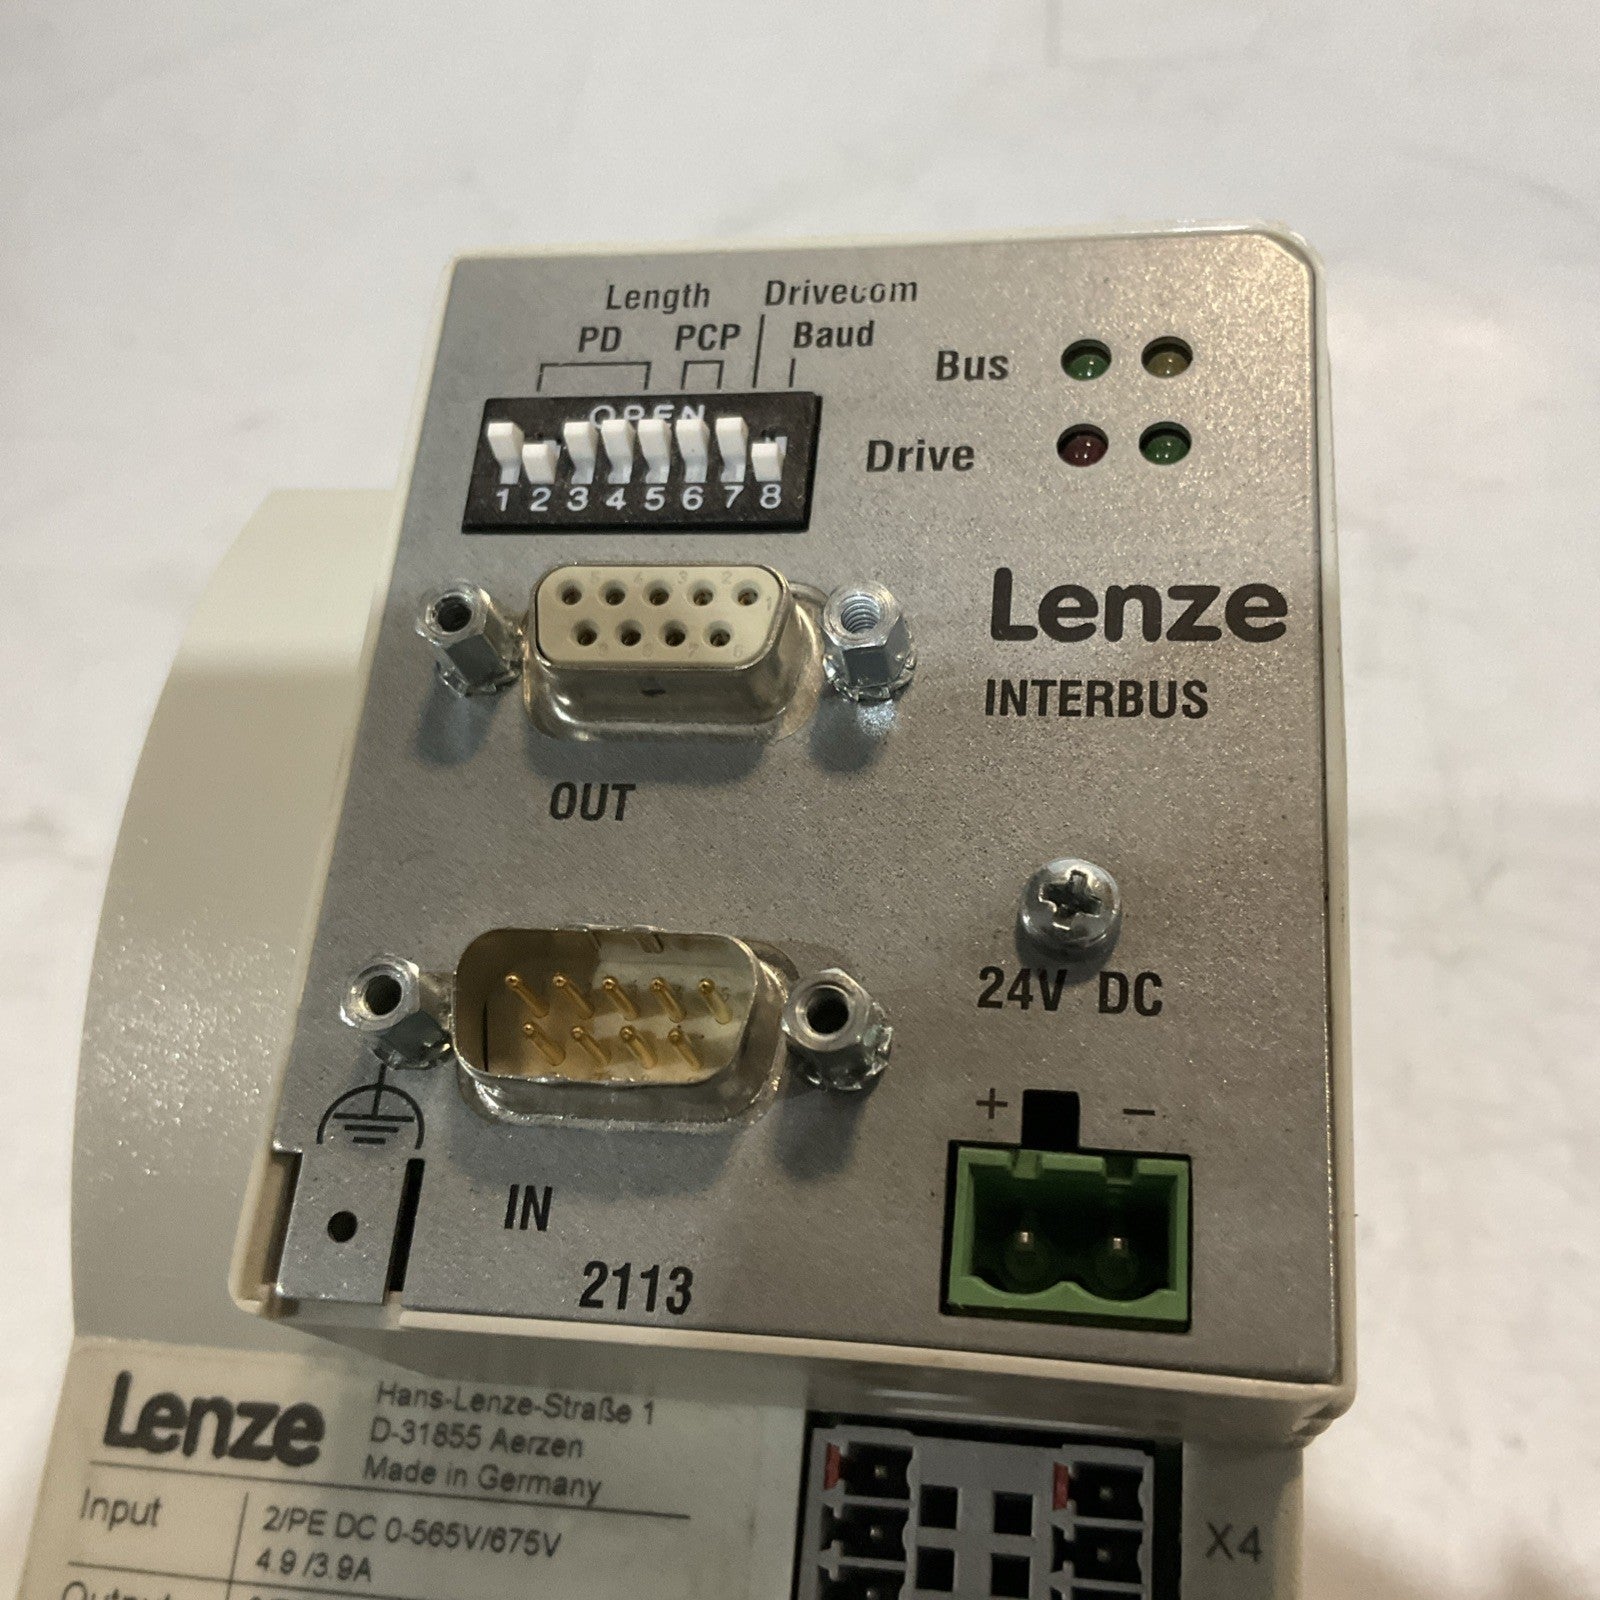 Length
Drivecom
PD
PCP
Baud
Bus
OPEN
Drive
1 2 3 4 5 6 7 8
Lenze
INTERBUS
OUT
24V DC
+ −
IN
2113
Lenze
Hans-Lenze-Straße 1
D-31855 Aerzen
Made in Germany
Input
2/PE DC 0-565V/675V
4.9 /3.9A
X4
Output